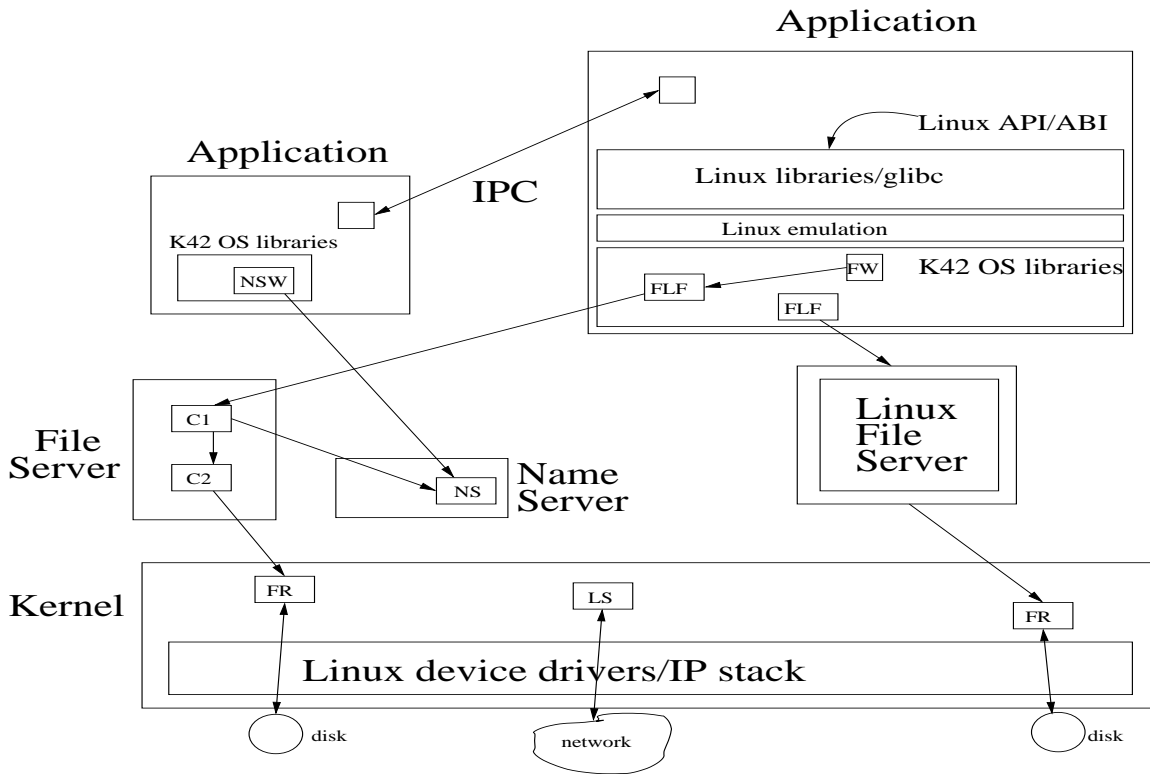 Application
Application
Linux API/ABI
Linux libraries/glibc
IPC
Linux emulation
K42 OS libraries
NSW
FW
K42 OS libraries
FLF
FLF
C1
File
Server
C2
NS
Name
Server
Linux
File
Server
FR
LS
FR
Kernel
Linux device drivers/IP stack
disk
network
disk